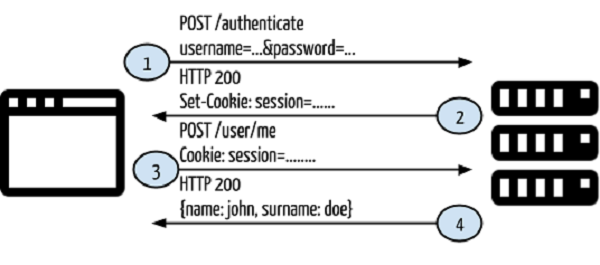 POST /authenticate
username=...&password=...
1
HTTP 200
Set-Cookie: session=......
2
POST /user/me
Cookie: session=........
3
HTTP 200
{name: john, surname: doe}
4